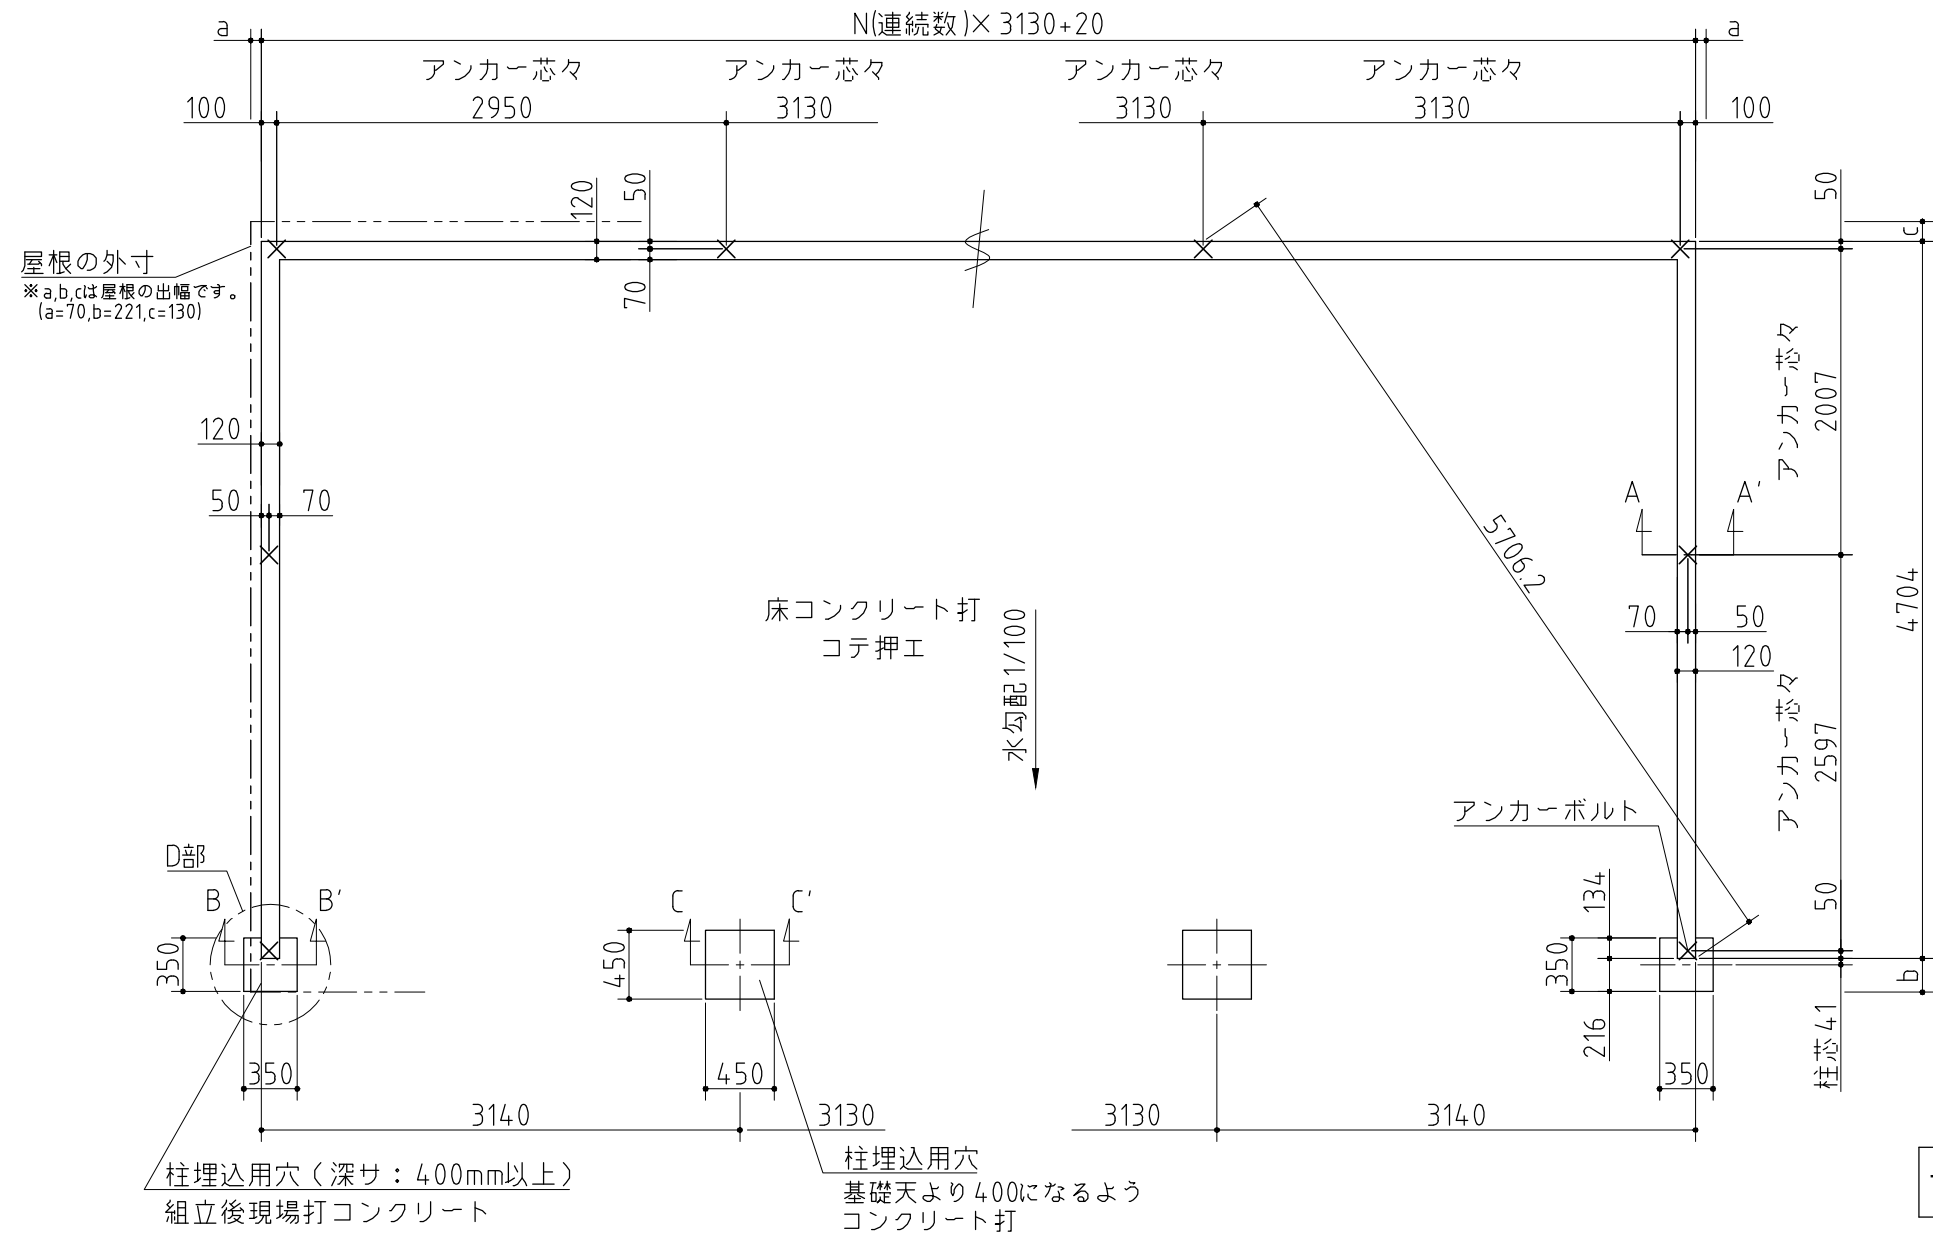 a
N(連続数)×3130+20
a
アンカー芯々
アンカー芯々
アンカー芯々
アンカー芯々
100
2950
3130
3130
3130
100
120
50
50
c
屋根の外寸
※a,b,cは屋根の出幅です。
(a=70,b=221,c=130)
70
アンカー芯々
2007
120
50
70
A
A'
5706.2
床コンクリート打
コテ押エ
水勾配1/100
4704
70
50
120
アンカー芯々
2597
アンカーボルト
D部
B
B'
C
C'
134
50
350
450
350
b
216
柱芯41
350
450
350
3140
3130
3130
3140
柱埋込用穴(深サ:400mm以上)
組立後現場打コンクリート
柱埋込用穴
基礎天より400になるよう
コンクリート打